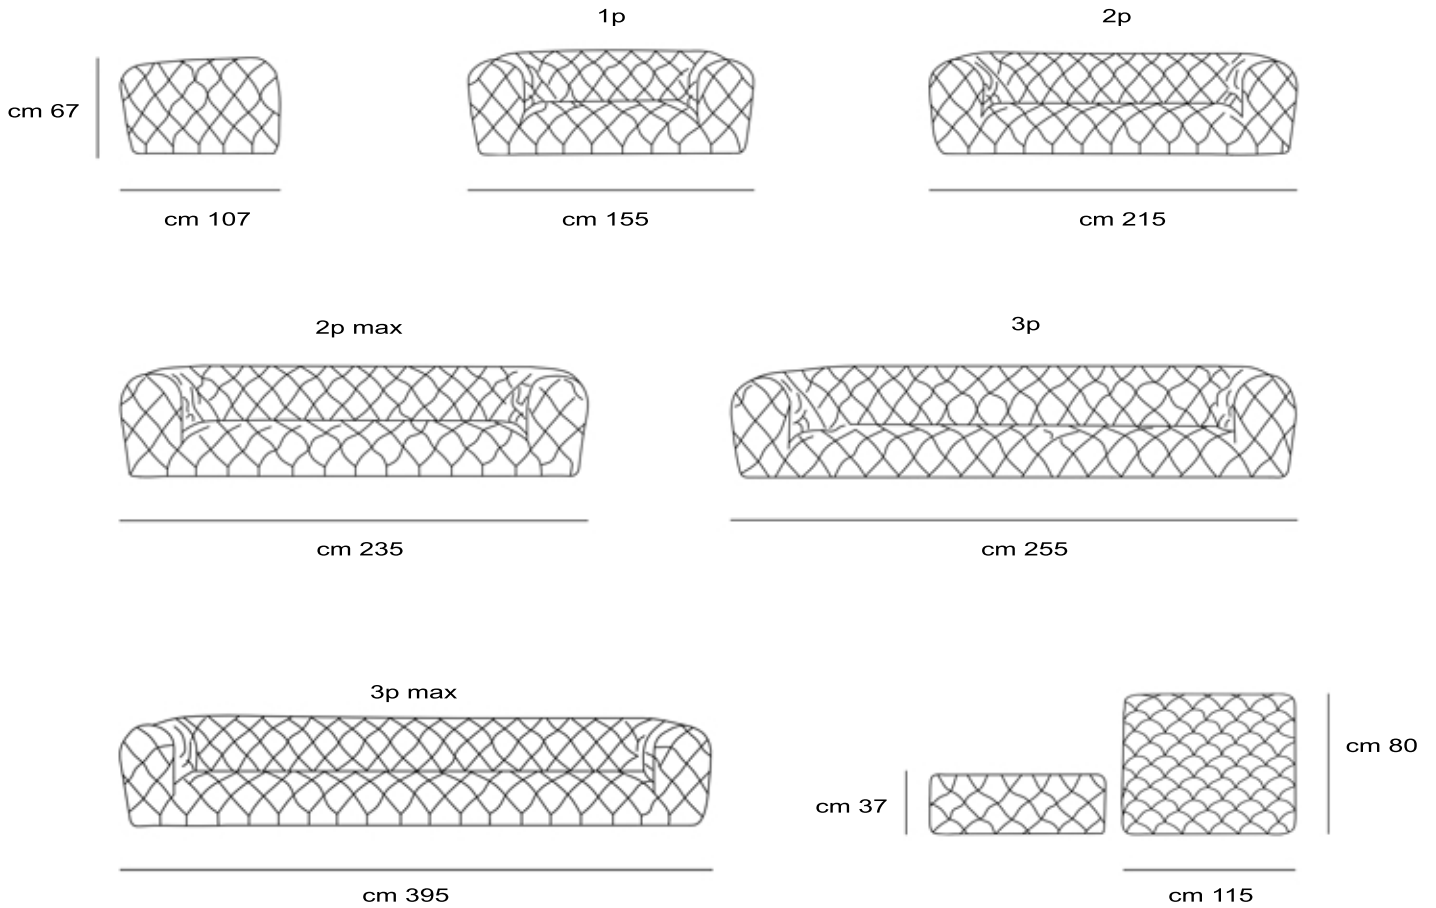 1p
2p
cm 67
cm 107
cm 155
cm 215
2p max
3p
cm 235
cm 255
3p max
cm 80
cm 37
cm 395
cm 115